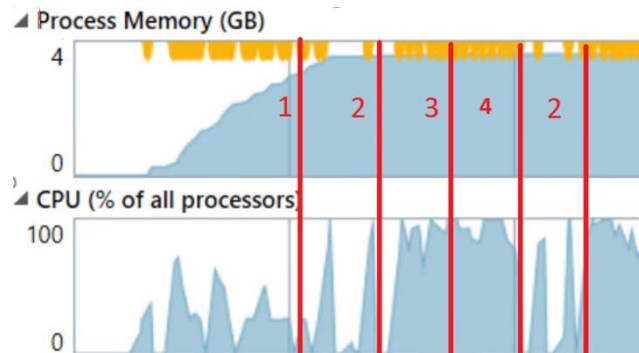 Process Memory (GB)
4
1 2 3 4 2
0
CPU (% of all processors)
100
0